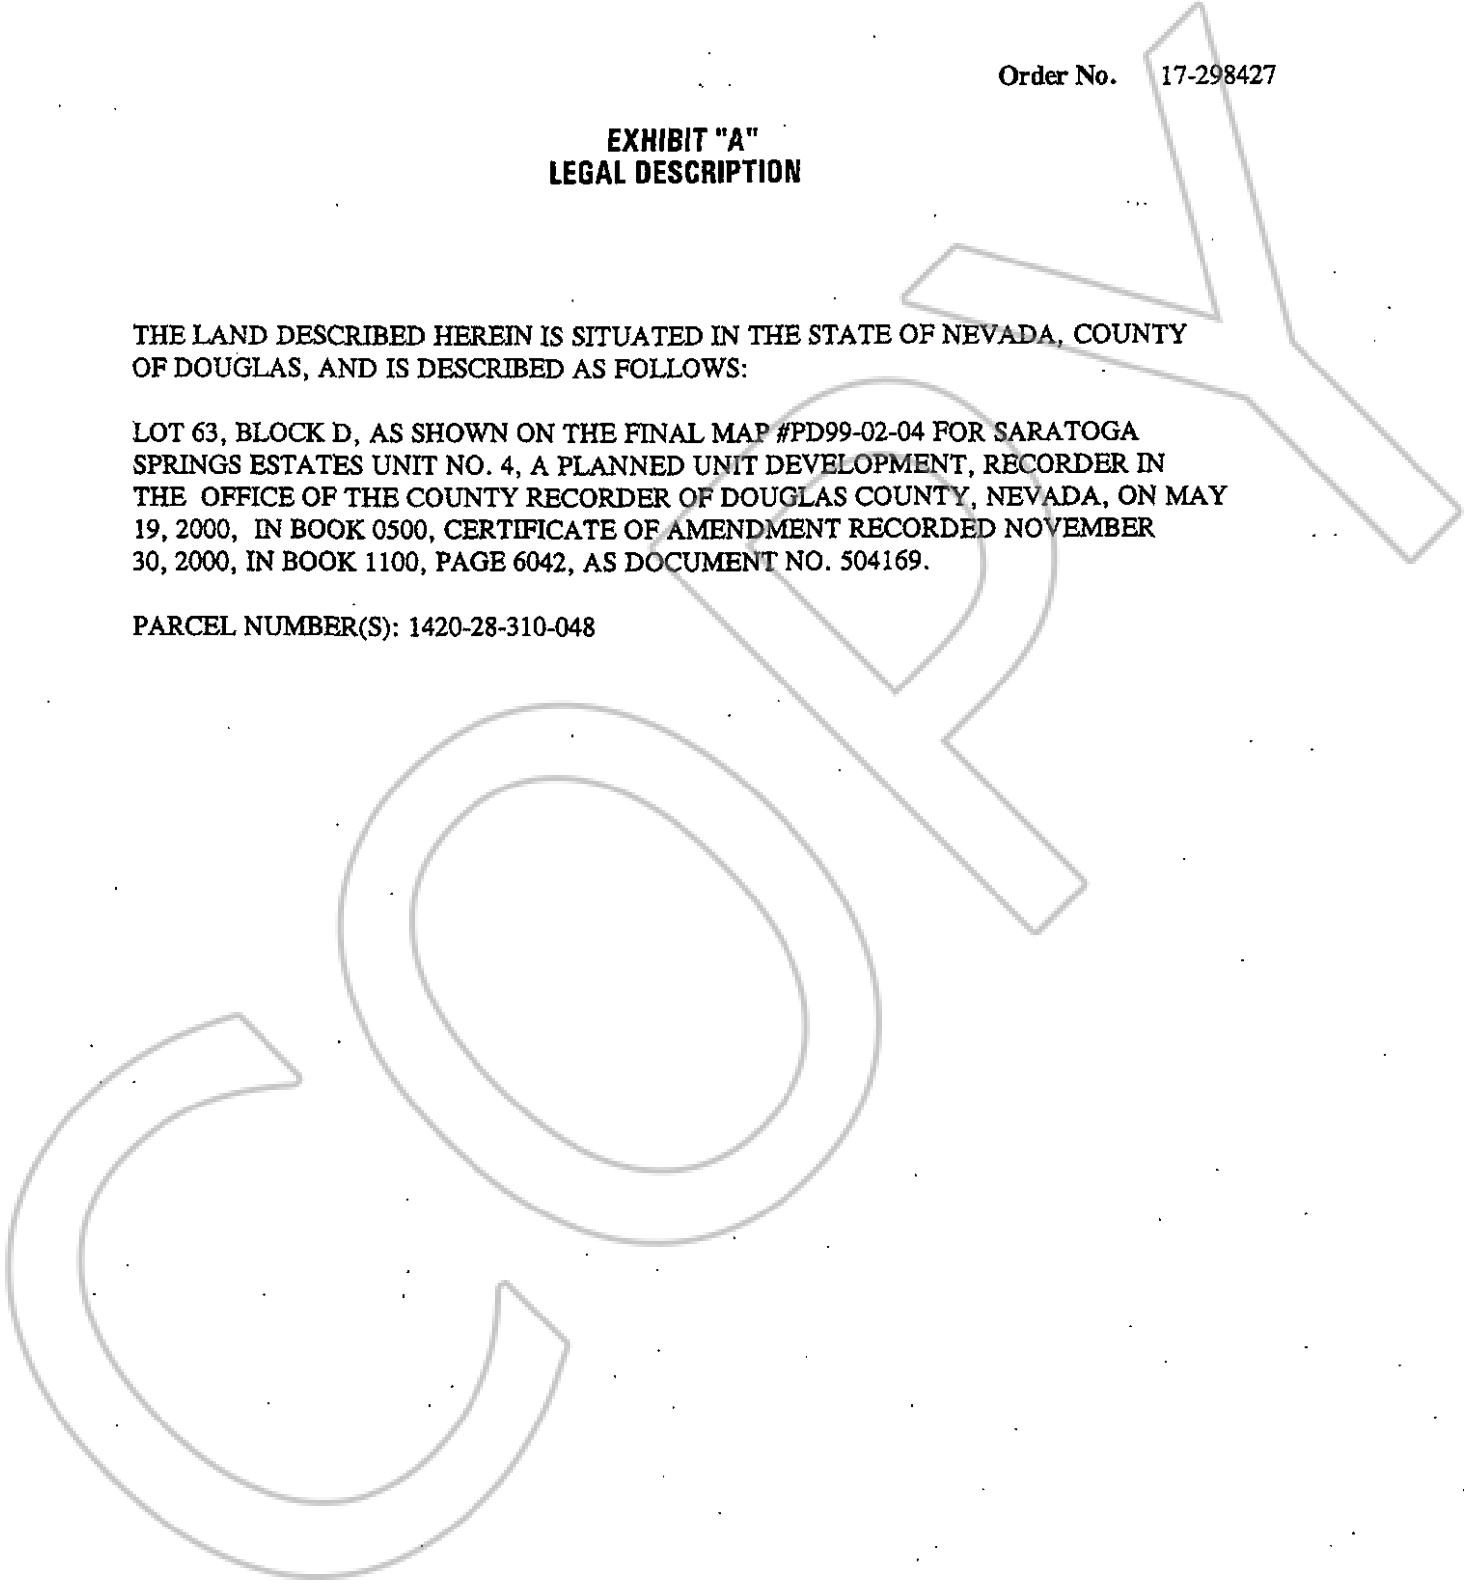 Order No. 17-298427
EXHIBIT "A"
LEGAL DESCRIPTION
THE LAND DESCRIBED HEREIN IS SITUATED IN THE STATE OF NEVADA, COUNTY
OF DOUGLAS, AND IS DESCRIBED AS FOLLOWS:
LOT 63, BLOCK D, AS SHOWN ON THE FINAL MAP #PD99-02-04 FOR SARATOGA
SPRINGS ESTATES UNIT NO. 4, A PLANNED UNIT DEVELOPMENT, RECORDER IN
THE OFFICE OF THE COUNTY RECORDER OF DOUGLAS COUNTY, NEVADA, ON MAY
19, 2000, IN BOOK 0500, CERTIFICATE OF AMENDMENT RECORDED NOVEMBER
30, 2000, IN BOOK 1100, PAGE 6042, AS DOCUMENT NO. 504169.
PARCEL NUMBER(S): 1420-28-310-048
COPY